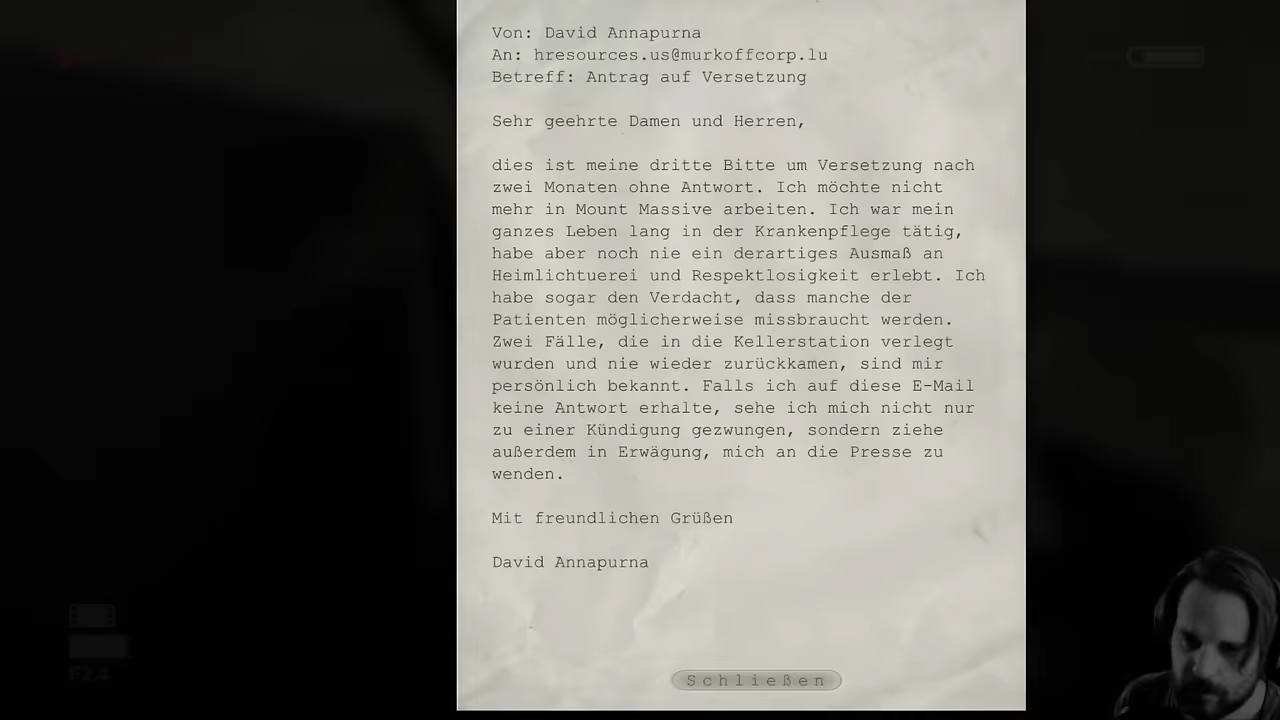 Von: David Annapurna
An: hresources.us@murkoffcorp.lu
Betreff: Antrag auf Versetzung
Sehr geehrte Damen und Herren,
dies ist meine dritte Bitte um Versetzung nach
zwei Monaten ohne Antwort. Ich möchte nicht
mehr in Mount Massive arbeiten. Ich war mein
ganzes Leben lang in der Krankenpflege tätig,
habe aber noch nie ein derartiges Ausmaß an
Heimlichtuerei und Respektlosigkeit erlebt. Ich
habe sogar den Verdacht, dass manche der
Patienten möglicherweise missbraucht werden.
Zwei Fälle, die in die Kellerstation verlegt
wurden und nie wieder zurückkamen, sind mir
persönlich bekannt. Falls ich auf diese E-Mail
keine Antwort erhalte, sehe ich mich nicht nur
zu einer Kündigung gezwungen, sondern ziehe
außerdem in Erwägung, mich an die Presse zu
wenden.
Mit freundlichen Grüßen
David Annapurna
Schließen
F2.4